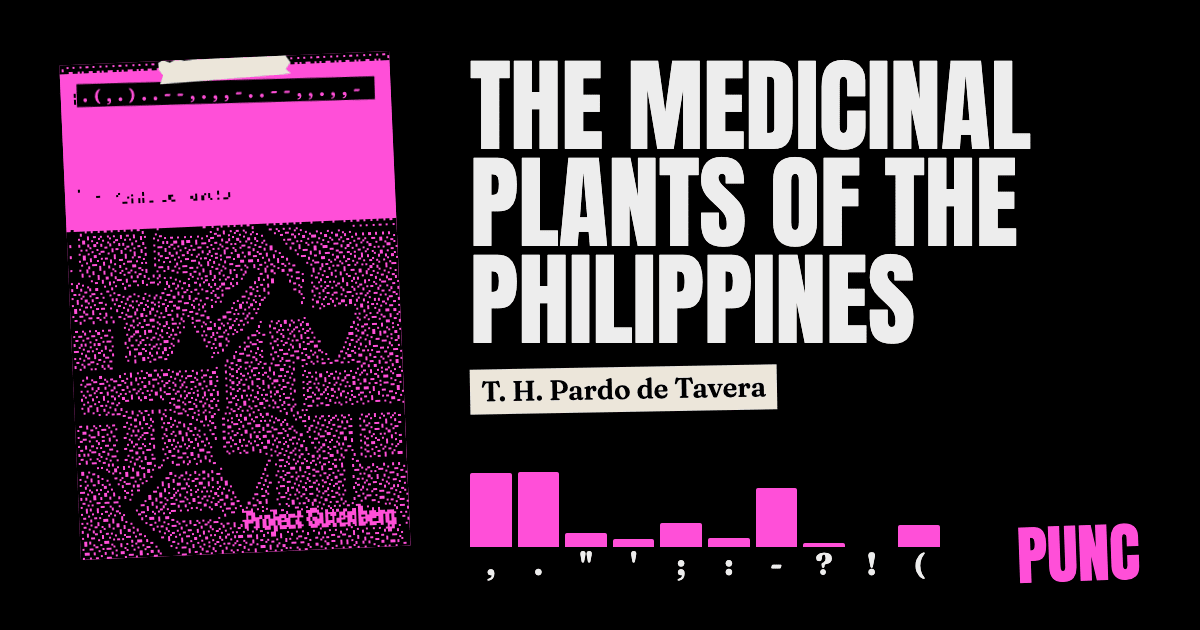 .(,.)..--,.,,-..--,,.,,-
THE MEDICINAL
PLANTS OF THE
PHILIPPINES
T. H. Pardo de Tavera
Project Gutenberg
, . " ' ; : - ? ! (
PUNC